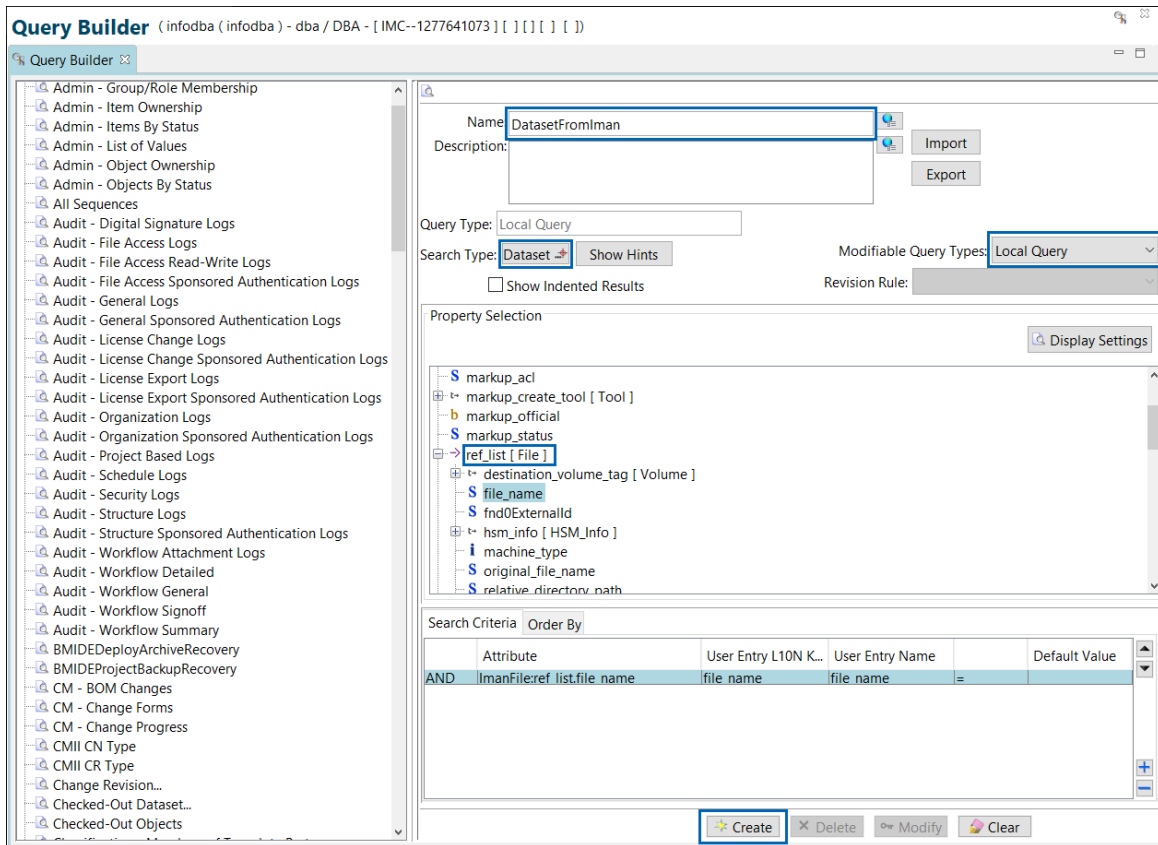 Query Builder ( infodba ( infodba ) - dba / DBA - [ IMC--1277641073 ] [ ] [ ] [ ] [ ])
Query Builder
Admin - Group/Role Membership
Admin - Item Ownership
Admin - Items By Status
Admin - List of Values
Admin - Object Ownership
Admin - Objects By Status
All Sequences
Audit - Digital Signature Logs
Audit - File Access Logs
Audit - File Access Read-Write Logs
Audit - File Access Sponsored Authentication Logs
Audit - General Logs
Audit - General Sponsored Authentication Logs
Audit - License Change Logs
Audit - License Change Sponsored Authentication Logs
Audit - License Export Logs
Audit - License Export Sponsored Authentication Logs
Audit - Organization Logs
Audit - Organization Sponsored Authentication Logs
Audit - Project Based Logs
Audit - Schedule Logs
Audit - Security Logs
Audit - Structure Logs
Audit - Structure Sponsored Authentication Logs
Audit - Workflow Attachment Logs
Audit - Workflow Detailed
Audit - Workflow General
Audit - Workflow Signoff
Audit - Workflow Summary
BMIDEDeployArchiveRecovery
BMIDEProjectBackupRecovery
CM - BOM Changes
CM - Change Forms
CM - Change Progress
CMII CN Type
CMII CR Type
Change Revision...
Checked-Out Dataset...
Checked-Out Objects
Name: DatasetFromIman
Description:
Import
Export
Query Type: Local Query
Search Type: Dataset Show Hints Modifiable Query Types: Local Query
Show Indented Results Revision Rule:
Property Selection
Display Settings
S markup_acl
markup_create_tool [ Tool ]
b markup_official
S markup_status
ref_list [ File ]
destination_volume_tag [ Volume ]
S file_name
S fnd0ExternalId
hsm_info [ HSM_Info ]
i machine_type
S original_file_name
S relative_directory_path
Search Criteria Order By
Attribute User Entry L10N K... User Entry Name Default Value
AND ImanFile:ref_list.file_name file_name file_name =
Create Delete Modify Clear